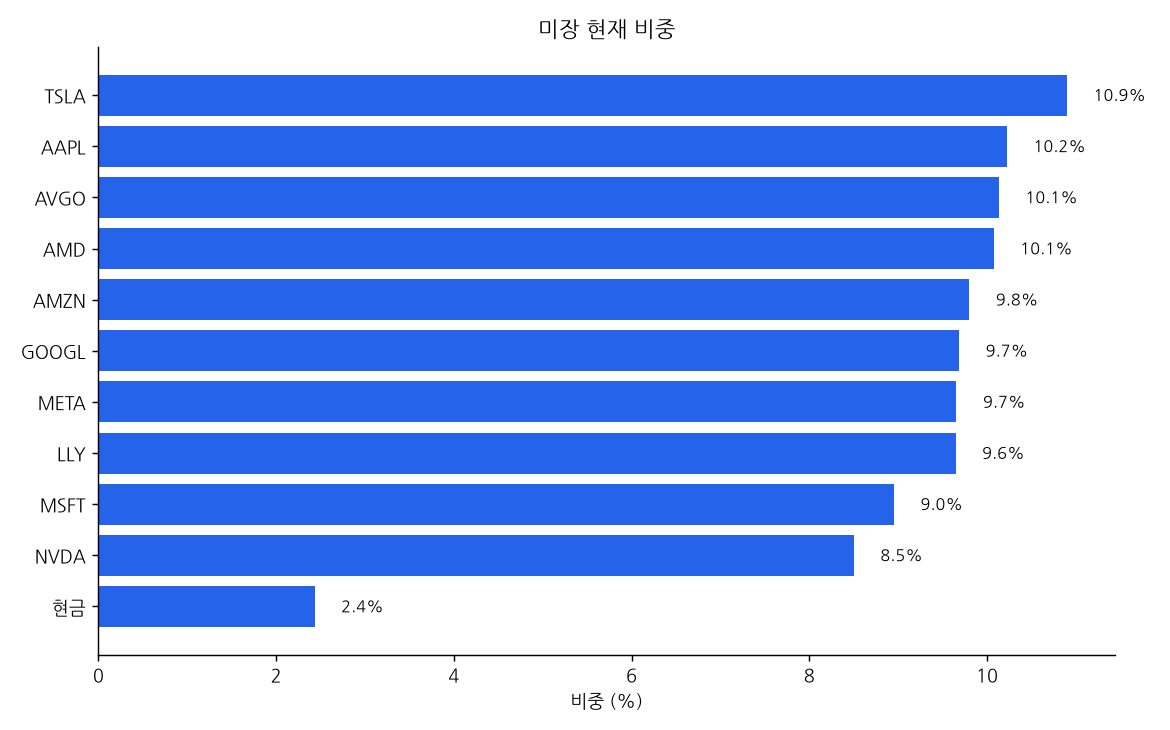 미장 현재 비중
TSLA 10.9%
AAPL 10.2%
AVGO 10.1%
AMD 10.1%
AMZN 9.8%
GOOGL 9.7%
META 9.7%
LLY 9.6%
MSFT 9.0%
NVDA 8.5%
현금 2.4%
0 2 4 6 8 10
비중 (%)